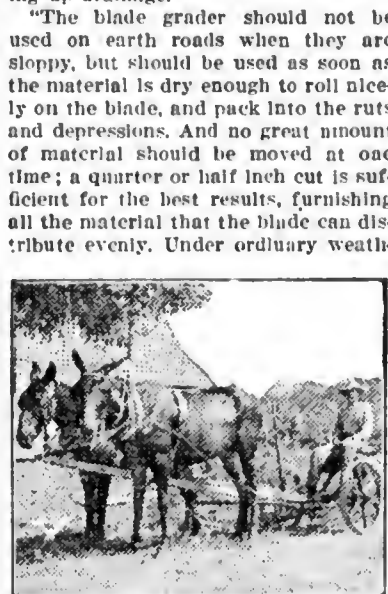 "The blade grader should not be
used on earth roads when they are
sloppy, but should be used as soon as
the material is dry enough to roll nice-
ly on the blade, and pack into the ruts
and depressions. And no great amount
of material should be moved at one
time; a quarter or half inch cut is suf-
ficient for the best results, furnishing
all the material that the blade can dis-
tribute evenly. Under ordinary weath-